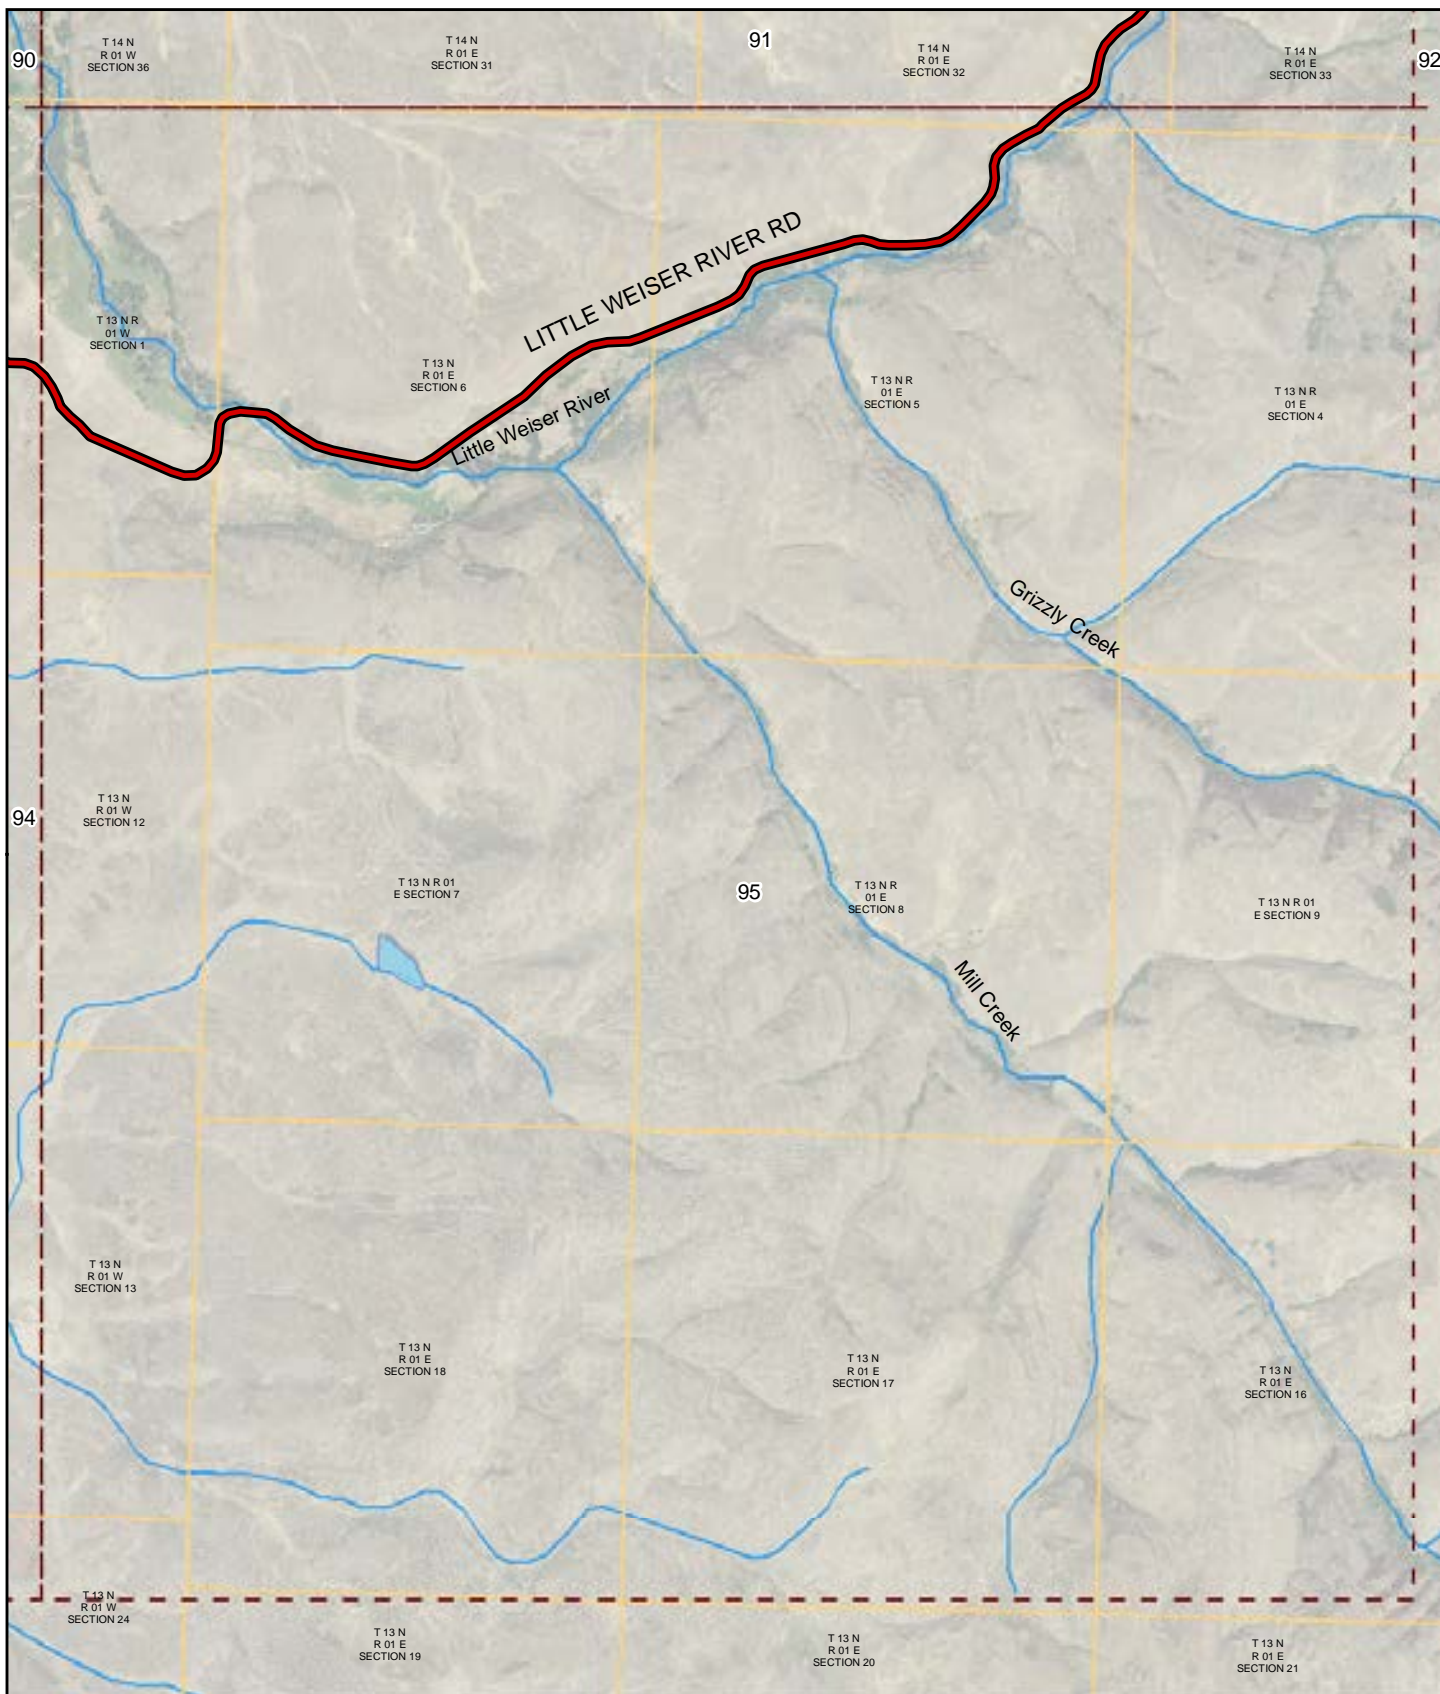 90
T 14 N
R 01 W
SECTION 36
T 14 N
R 01 E
SECTION 31
91
T 14 N
R 01 E
SECTION 32
T 14 N
R 01 E
SECTION 33
92
LITTLE WEISER RIVER RD
T 13 N R
01 W
SECTION 1
T 13 N
R 01 E
SECTION 6
Little Weiser River
T 13 N R
01 E
SECTION 5
T 13 N R
01 E
SECTION 4
Grizzly Creek
94
T 13 N
R 01 W
SECTION 12
T 13 N R 01
E SECTION 7
95
T 13 N R
01 E
SECTION 8
T 13 N R 01
E SECTION 9
Mill Creek
T 13 N
R 01 W
SECTION 13
T 13 N
R 01 E
SECTION 18
T 13 N
R 01 E
SECTION 17
T 13 N
R 01 E
SECTION 16
T 13 N
R 01 W
SECTION 24
T 13 N
R 01 E
SECTION 19
T 13 N
R 01 E
SECTION 20
T 13 N
R 01 E
SECTION 21